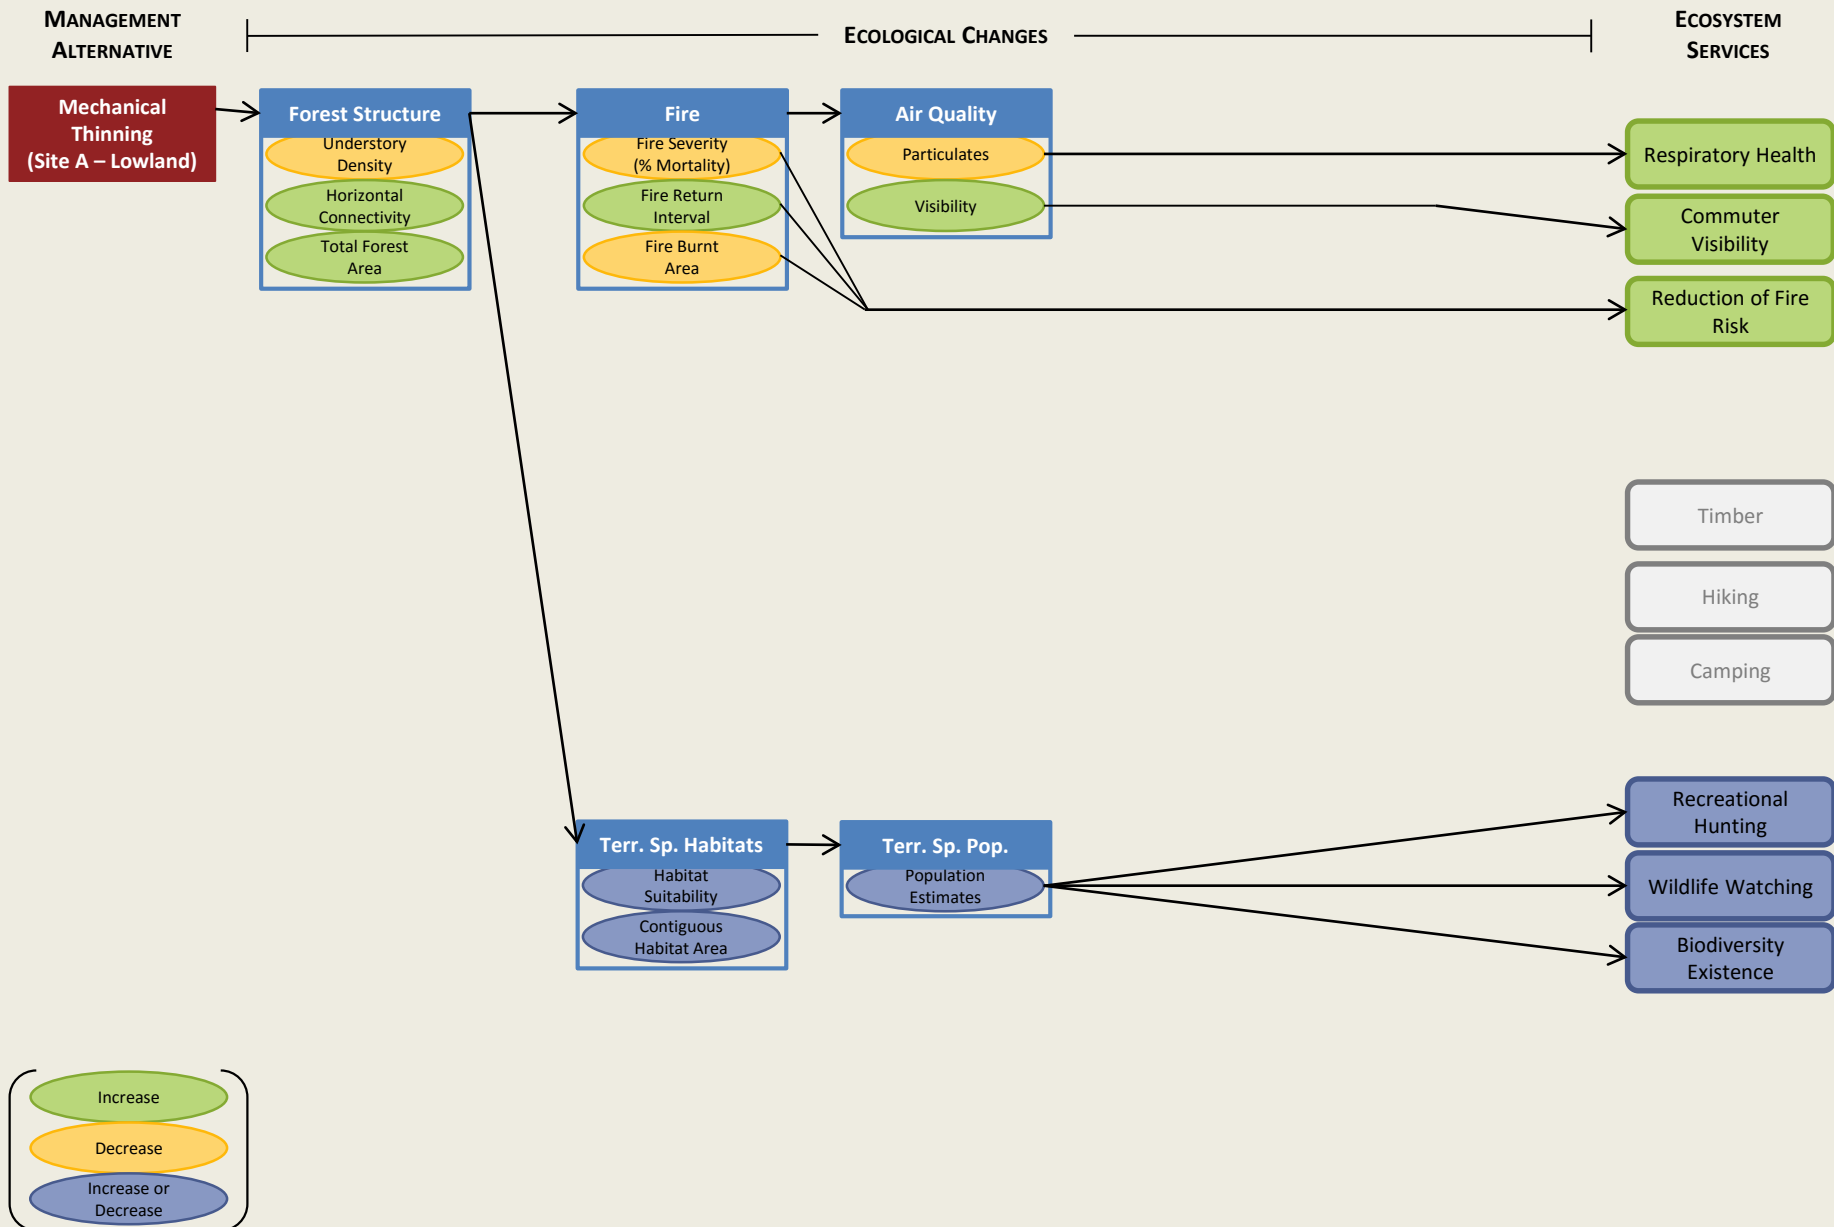 MANAGEMENT
ALTERNATIVE
ECOLOGICAL CHANGES
ECOSYSTEM
SERVICES
Mechanical
Thinning
(Site A – Lowland)
Forest Structure
Understory
Density
Horizontal
Connectivity
Total Forest
Area
Fire
Fire Severity
(% Mortality)
Fire Return
Interval
Fire Burnt
Area
Air Quality
Particulates
Visibility
Respiratory Health
Commuter
Visibility
Reduction of Fire
Risk
Timber
Hiking
Camping
Terr. Sp. Habitats
Habitat
Suitability
Contiguous
Habitat Area
Terr. Sp. Pop.
Population
Estimates
Recreational
Hunting
Wildlife Watching
Biodiversity
Existence
Increase
Decrease
Increase or
Decrease